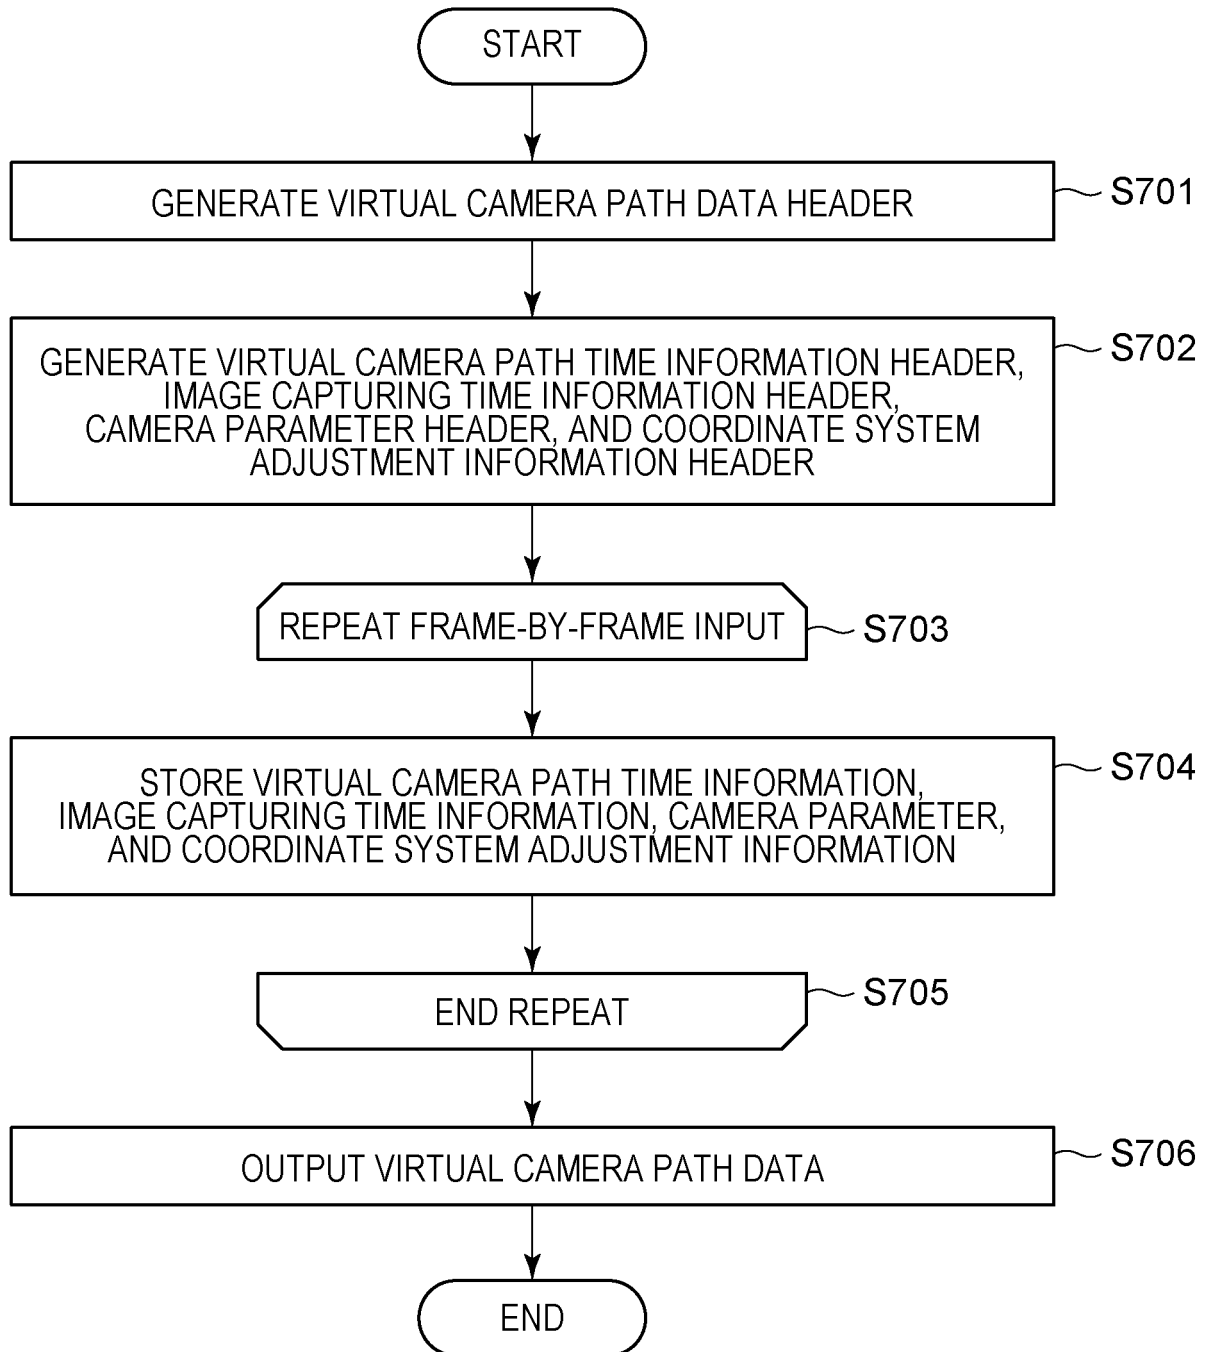 START
GENERATE VIRTUAL CAMERA PATH DATA HEADER
S701
GENERATE VIRTUAL CAMERA PATH TIME INFORMATION HEADER,
IMAGE CAPTURING TIME INFORMATION HEADER,
CAMERA PARAMETER HEADER, AND COORDINATE SYSTEM
ADJUSTMENT INFORMATION HEADER
S702
REPEAT FRAME-BY-FRAME INPUT
S703
STORE VIRTUAL CAMERA PATH TIME INFORMATION,
IMAGE CAPTURING TIME INFORMATION, CAMERA PARAMETER,
AND COORDINATE SYSTEM ADJUSTMENT INFORMATION
S704
END REPEAT
S705
OUTPUT VIRTUAL CAMERA PATH DATA
S706
END